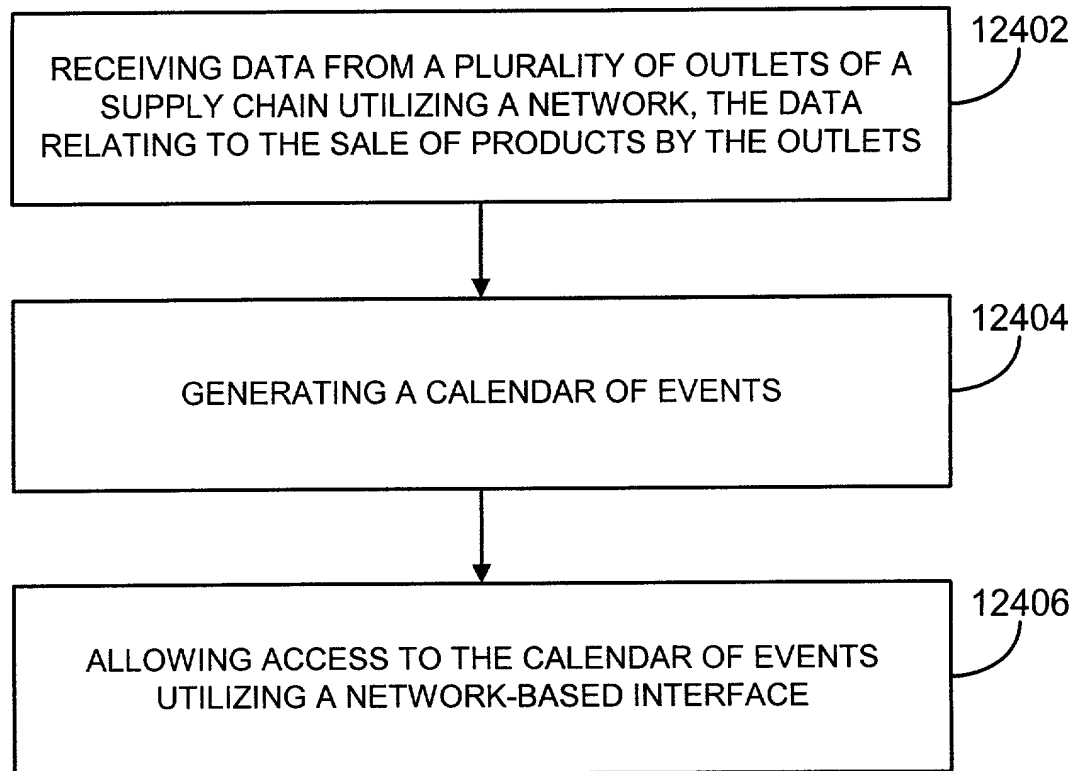 12402
RECEIVING DATA FROM A PLURALITY OF OUTLETS OF A
SUPPLY CHAIN UTILIZING A NETWORK, THE DATA
RELATING TO THE SALE OF PRODUCTS BY THE OUTLETS
12404
GENERATING A CALENDAR OF EVENTS
12406
ALLOWING ACCESS TO THE CALENDAR OF EVENTS
UTILIZING A NETWORK-BASED INTERFACE